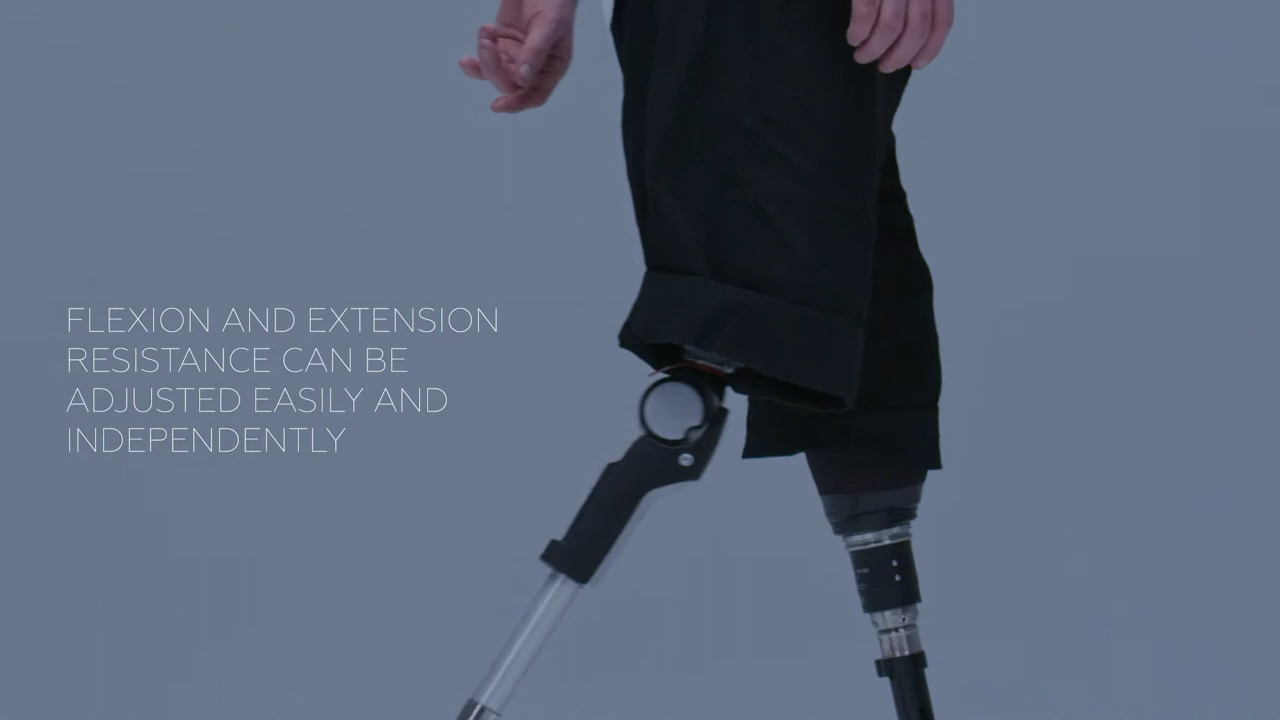 FLEXION AND EXTENSION
RESISTANCE CAN BE
ADJUSTED EASILY AND
INDEPENDENTLY